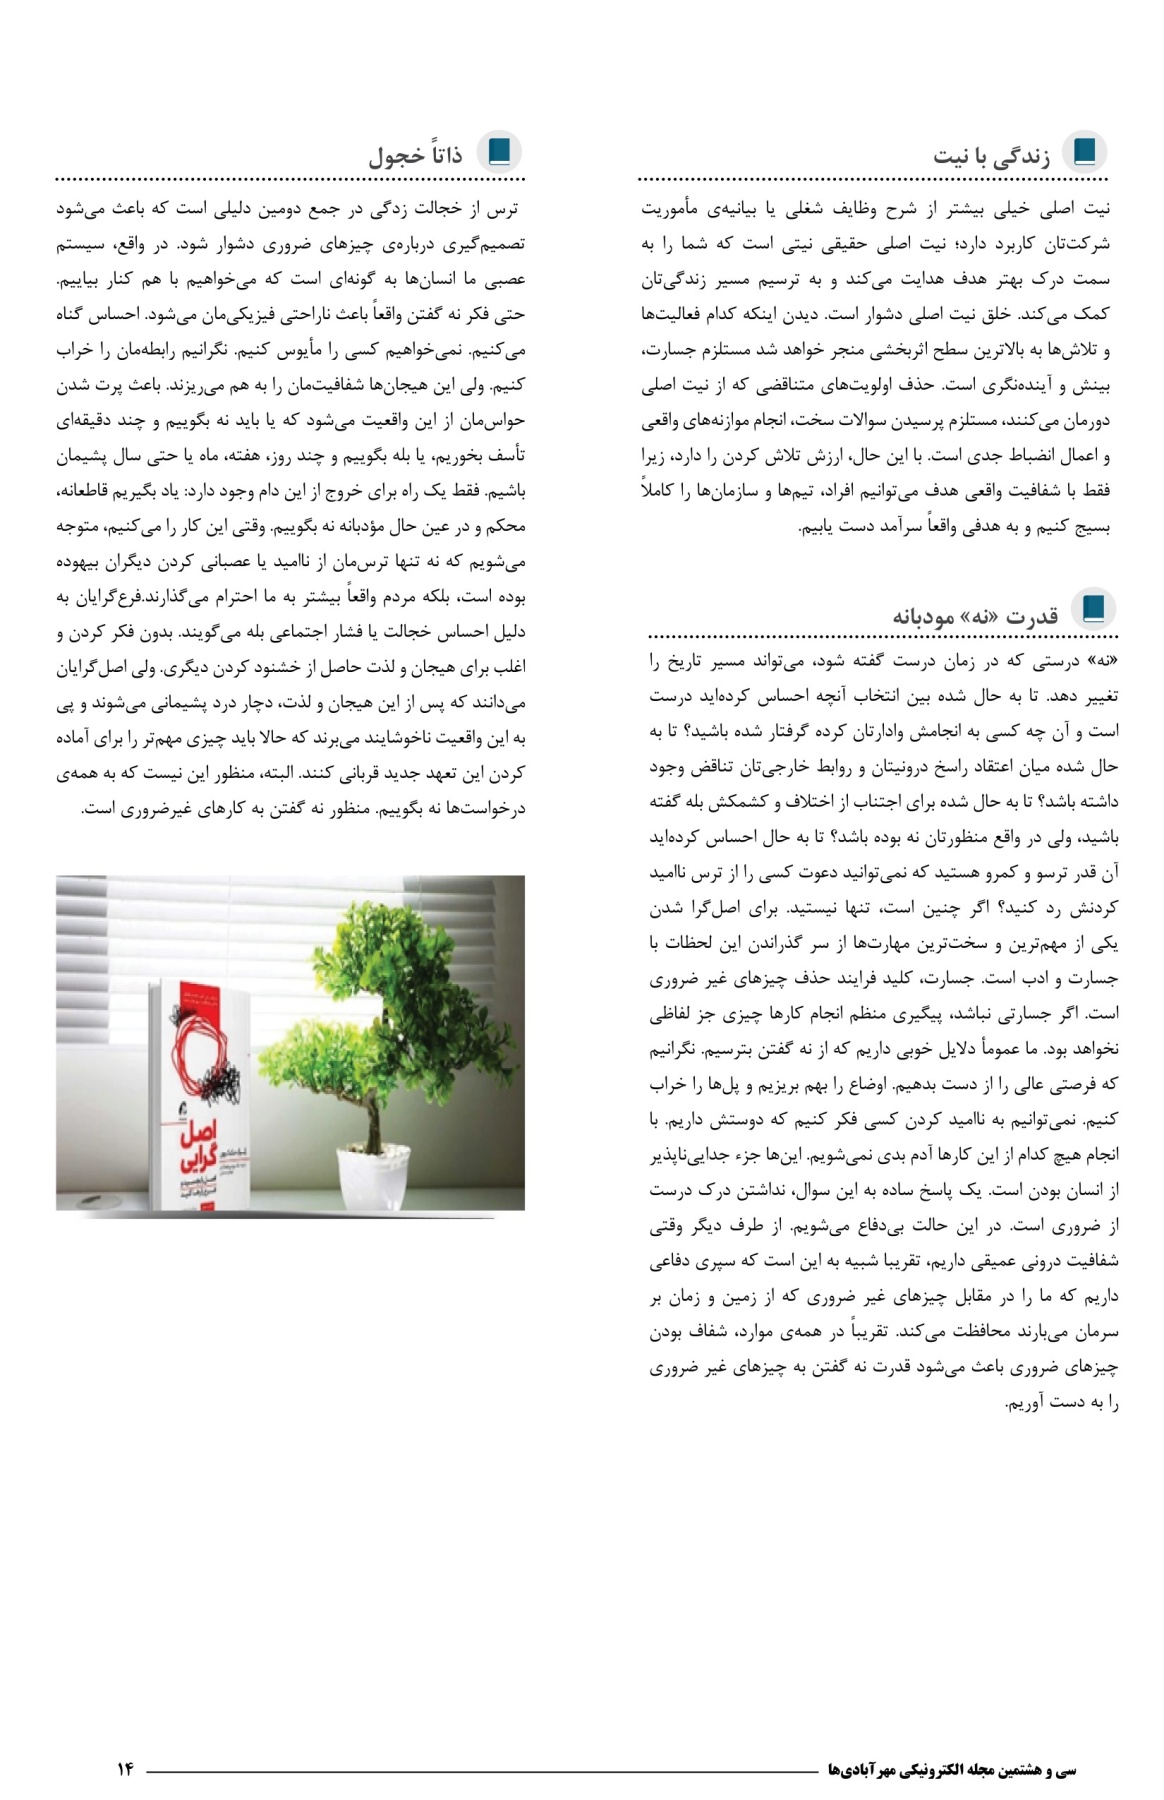 زندگی با نیت
نیت اصلی خیلی بیشتر از شرح وظایف شغلی یا بیانیه‌ی مأموریت
شرکت‌تان کاربرد دارد؛ نیت اصلی حقیقی نیتی است که شما را به
سمت درک بهتر هدف هدایت می‌کند و به ترسیم مسیر زندگی‌تان
کمک می‌کند. خلق نیت اصلی دشوار است. دیدن اینکه کدام فعالیت‌ها
و تلاش‌ها به بالاترین سطح اثربخشی منجر خواهد شد مستلزم جسارت،
بینش و آینده‌نگری است. حذف اولویت‌های متناقضی که از نیت اصلی
دورمان می‌کنند، مستلزم پرسیدن سوالات سخت، انجام موازنه‌های واقعی
و اعمال انضباط جدی است. با این حال، ارزش تلاش کردن را دارد، زیرا
فقط با شفافیت واقعی هدف می‌توانیم افراد، تیم‌ها و سازمان‌ها را کاملاً
بسیج کنیم و به هدفی واقعاً سرآمد دست یابیم.
قدرت «نه» مودبانه
«نه» درستی که در زمان درست گفته شود، می‌تواند مسیر تاریخ را
تغییر دهد. تا به حال شده بین انتخاب آنچه احساس کرده‌اید درست
است و آن چه کسی به انجامش وادارتان کرده گرفتار شده باشید؟ تا به
حال شده میان اعتقاد راسخ درونیتان و روابط خارجی‌تان تناقض وجود
داشته باشد؟ تا به حال شده برای اجتناب از اختلاف و کشمکش بله گفته
باشید، ولی در واقع منظورتان نه بوده باشد؟ تا به حال احساس کرده‌اید
آن قدر ترسو و کمرو هستید که نمی‌توانید دعوت کسی را از ترس ناامید
کردنش رد کنید؟ اگر چنین است، تنها نیستید. برای اصل‌گرا شدن
یکی از مهم‌ترین و سخت‌ترین مهارت‌ها از سر گذراندن این لحظات با
جسارت و ادب است. جسارت، کلید فرایند حذف چیزهای غیر ضروری
است. اگر جسارتی نباشد، پیگیری منظم انجام کارها چیزی جز لفاظی
نخواهد بود. ما عموماً دلایل خوبی داریم که از نه گفتن بترسیم. نگرانیم
که فرصتی عالی را از دست بدهیم. اوضاع را بهم بریزیم و پل‌ها را خراب
کنیم. نمی‌توانیم به ناامید کردن کسی فکر کنیم که دوستش داریم. با
انجام هیچ کدام از این کارها آدم بدی نمی‌شویم. این‌ها جزء جدایی‌ناپذیر
از انسان بودن است. یک پاسخ ساده به این سوال، نداشتن درک درست
از ضروری است. در این حالت بی‌دفاع می‌شویم. از طرف دیگر وقتی
شفافیت درونی عمیقی داریم، تقریبا شبیه به این است که سپری دفاعی
داریم که ما را در مقابل چیزهای غیر ضروری که از زمین و زمان بر
سرمان می‌بارند محافظت می‌کند. تقریباً در همه‌ی موارد، شفاف بودن
چیزهای ضروری باعث می‌شود قدرت نه گفتن به چیزهای غیر ضروری
را به دست آوریم.
ذاتاً خجول
ترس از خجالت زدگی در جمع دومین دلیلی است که باعث می‌شود
تصمیم‌گیری درباره‌ی چیزهای ضروری دشوار شود. در واقع، سیستم
عصبی ما انسان‌ها به گونه‌ای است که می‌خواهیم با هم کنار بیاییم.
حتی فکر نه گفتن واقعاً باعث ناراحتی فیزیکی‌مان می‌شود. احساس گناه
می‌کنیم. نمی‌خواهیم کسی را مأیوس کنیم. نگرانیم رابطه‌مان را خراب
کنیم. ولی این هیجان‌ها شفافیت‌مان را به هم می‌ریزند. باعث پرت شدن
حواس‌مان از این واقعیت می‌شود که یا باید نه بگوییم و چند دقیقه‌ای
تأسف بخوریم، یا بله بگوییم و چند روز، هفته، ماه یا حتی سال پشیمان
باشیم. فقط یک راه برای خروج از این دام وجود دارد: یاد بگیریم قاطعانه،
محکم و در عین حال مؤدبانه نه بگوییم. وقتی این کار را می‌کنیم، متوجه
می‌شویم که نه تنها ترس‌مان از ناامید یا عصبانی کردن دیگران بیهوده
بوده است، بلکه مردم واقعاً بیشتر به ما احترام می‌گذارند.فرع‌گرایان به
دلیل احساس خجالت یا فشار اجتماعی بله می‌گویند. بدون فکر کردن و
اغلب برای هیجان و لذت حاصل از خشنود کردن دیگری. ولی اصل‌گرایان
می‌دانند که پس از این هیجان و لذت، دچار درد پشیمانی می‌شوند و پی
به این واقعیت ناخوشایند می‌برند که حالا باید چیزی مهم‌تر را برای آماده
کردن این تعهد جدید قربانی کنند. البته، منظور این نیست که به همه‌ی
درخواست‌ها نه بگوییم. منظور نه گفتن به کارهای غیرضروری است.
اصل
گرایی
سی و هشتمین مجله الکترونیکی مهرآبادی‌ها
۱۴